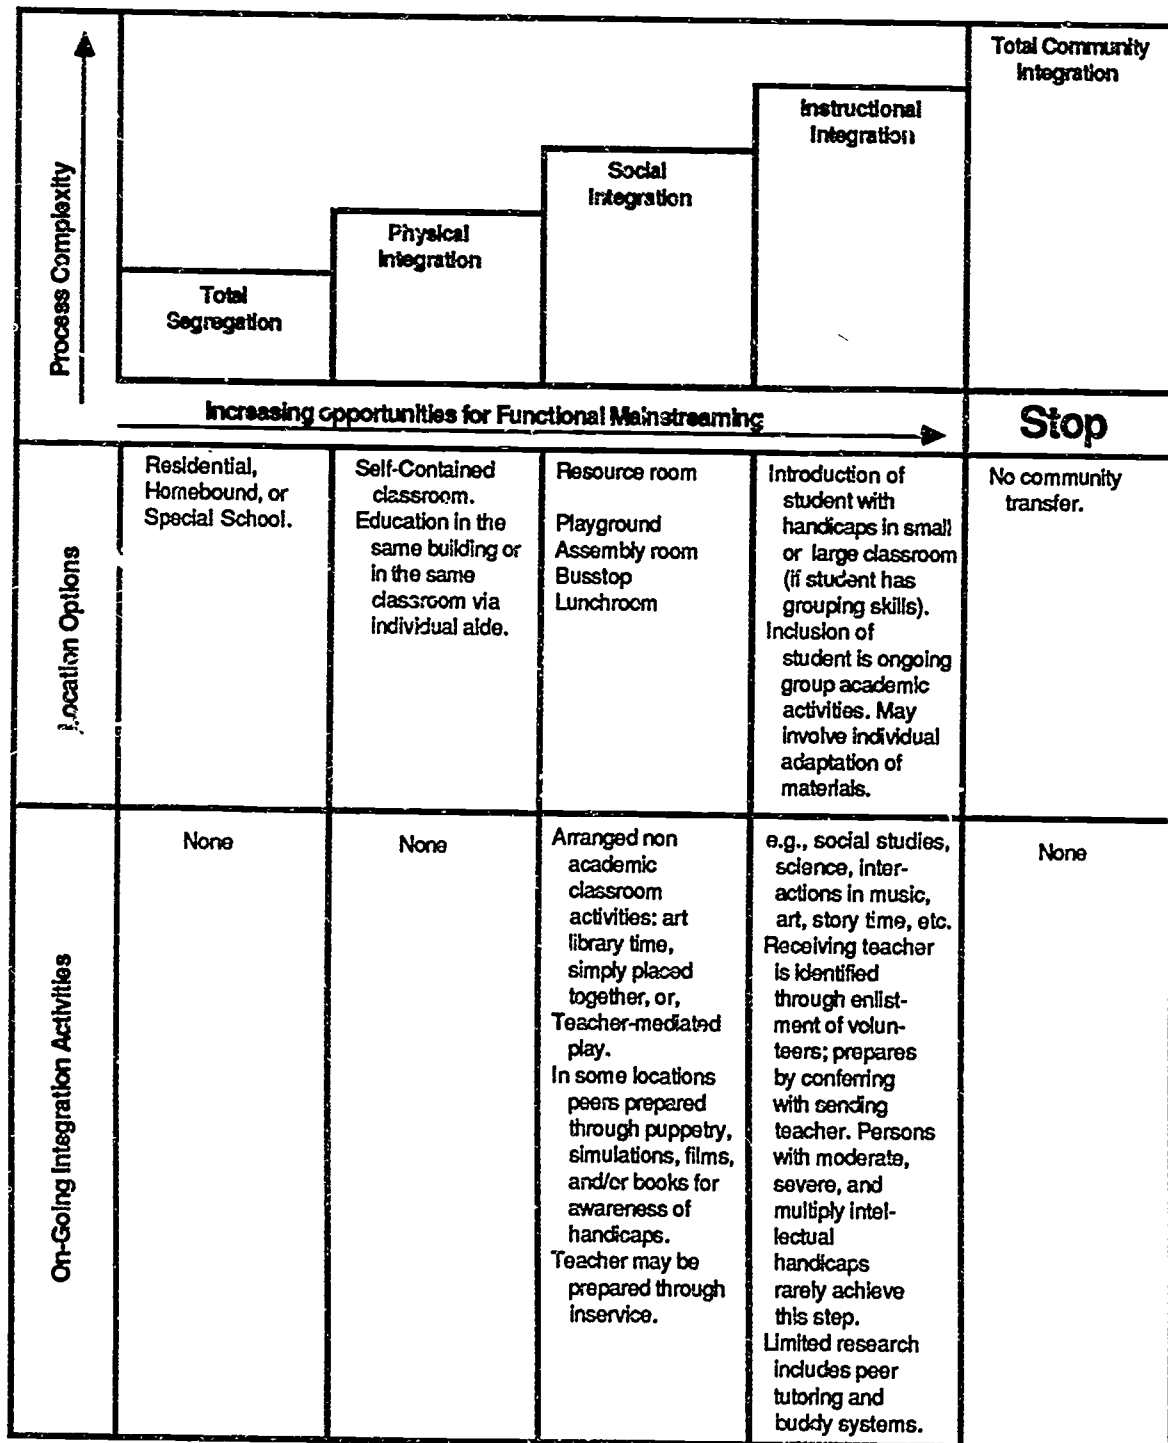 Process Complexity
Total
Segregation
Physical
Integration
Social
Integration
Instructional
Integration
Total Community
Integration
Increasing opportunities for Functional Mainstreaming
Stop
Location Options
Residential,
Homebound, or
Special School.
Self-Contained
classroom.
Education in the
same building or
in the same
classroom via
individual aide.
Resource room
Playground
Assembly room
Busstop
Lunchroom
Introduction of
student with
handicaps in small
or large classroom
(if student has
grouping skills).
Inclusion of
student is ongoing
group academic
activities. May
involve individual
adaptation of
materials.
No community
transfer.
On-Going Integration Activities
None
None
Arranged non
academic
classroom
activities: art
library time,
simply placed
together, or,
Teacher-mediated
play.
In some locations
peers prepared
through puppetry,
simulations, films,
and/or books for
awareness of
handicaps.
Teacher may be
prepared through
inservice.
e.g., social studies,
science, inter-
actions in music,
art, story time, etc.
Receiving teacher
is identified
through enlist-
ment of volun-
teers; prepares
by conferring
with sending
teacher. Persons
with moderate,
severe, and
multiply intel-
lectual
handicaps
rarely achieve
this step.
Limited research
includes peer
tutoring and
buddy systems.
None